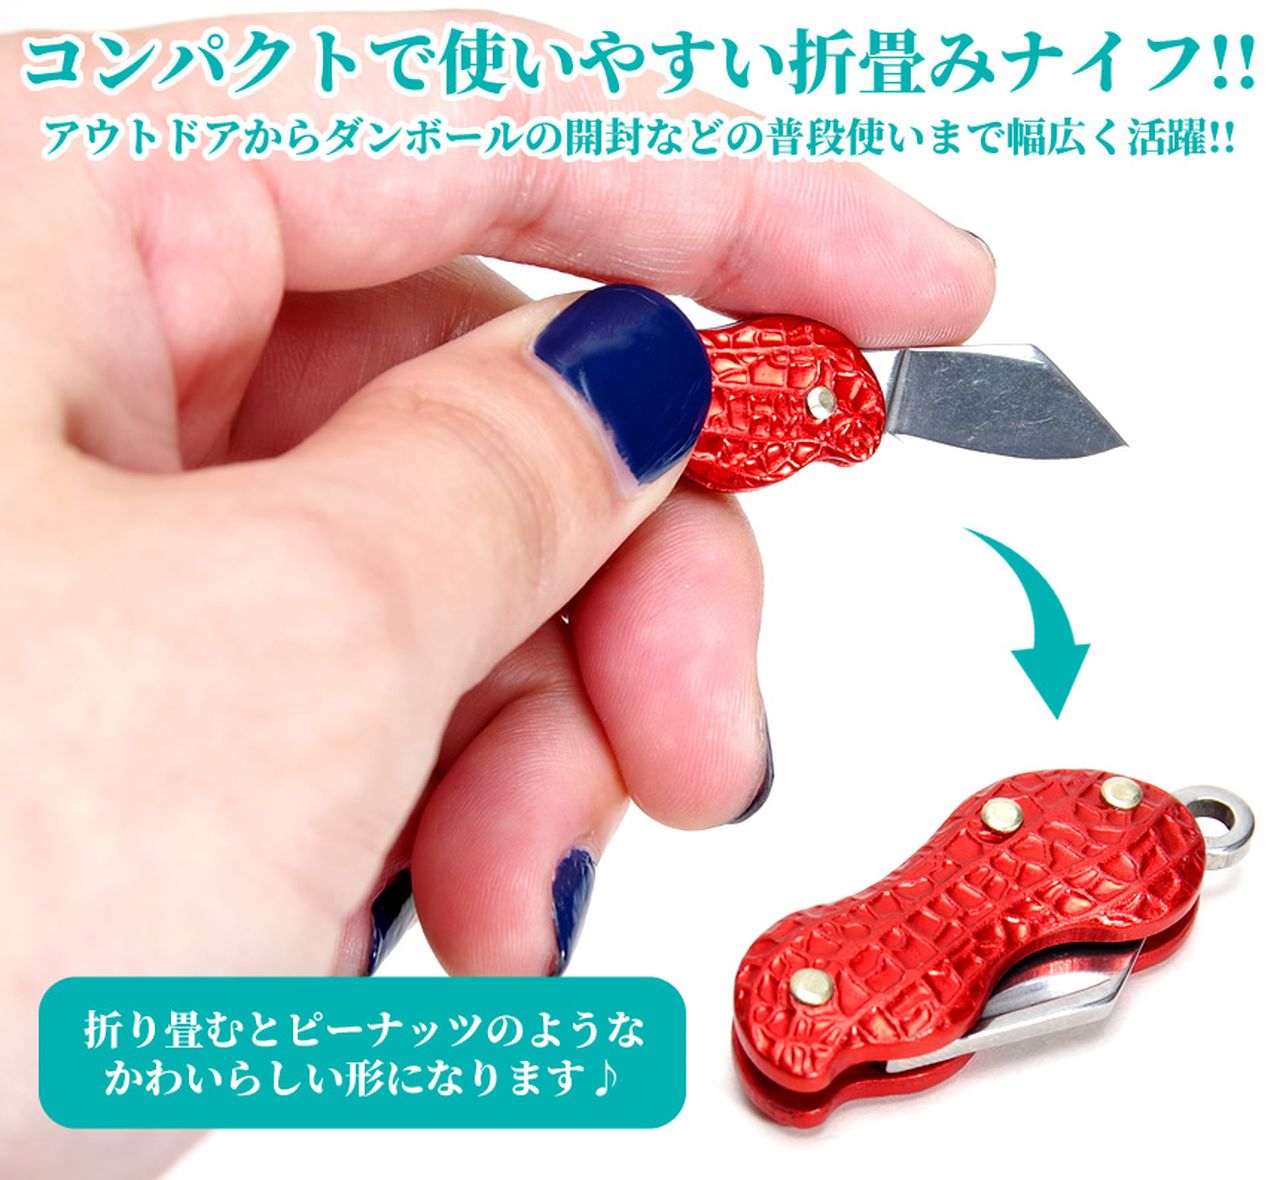 コンパクトで使いやすい折畳みナイフ!!
アウトドアからダンボールの開封などの普段使いまで幅広く活躍!!
折り畳むとピーナッツのような
かわいらしい形になります♪